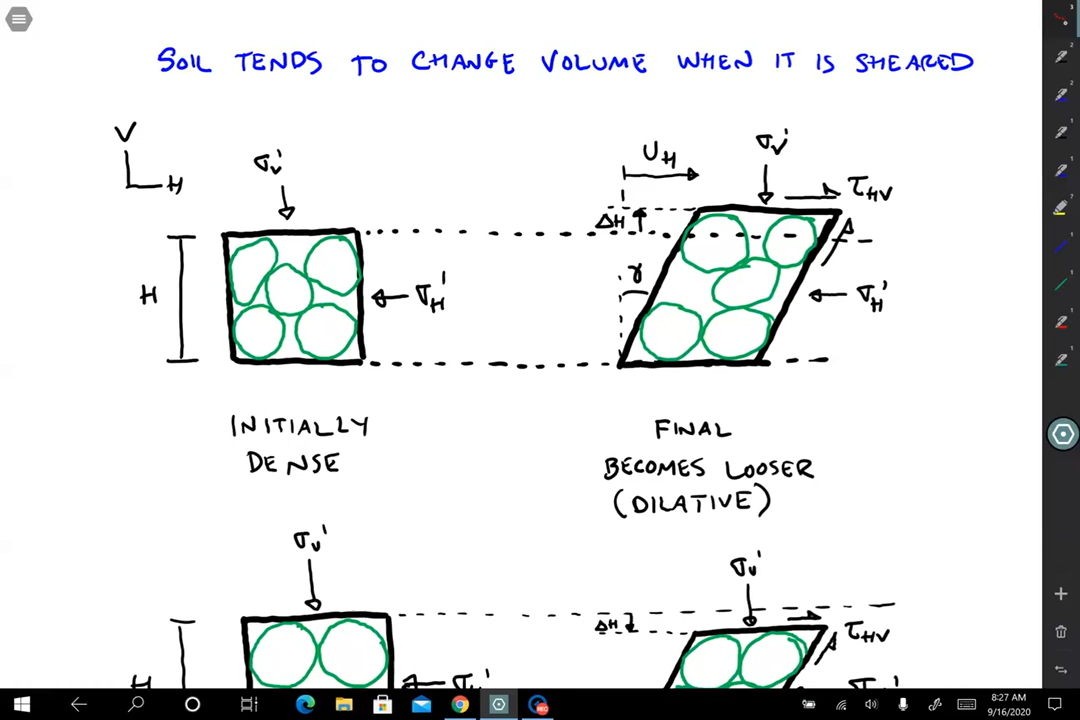 SOIL TENDS TO CHANGE VOLUME WHEN IT IS SHEARED
V
H
σv'
H
σH'
UH
σv'
τHV
ΔH
γ
σH'
INITIALLY
DENSE
FINAL
BECOMES LOOSER
(DILATIVE)
σv'
H
σv'
ΔH
τHV
8:27 AM
9/16/2020